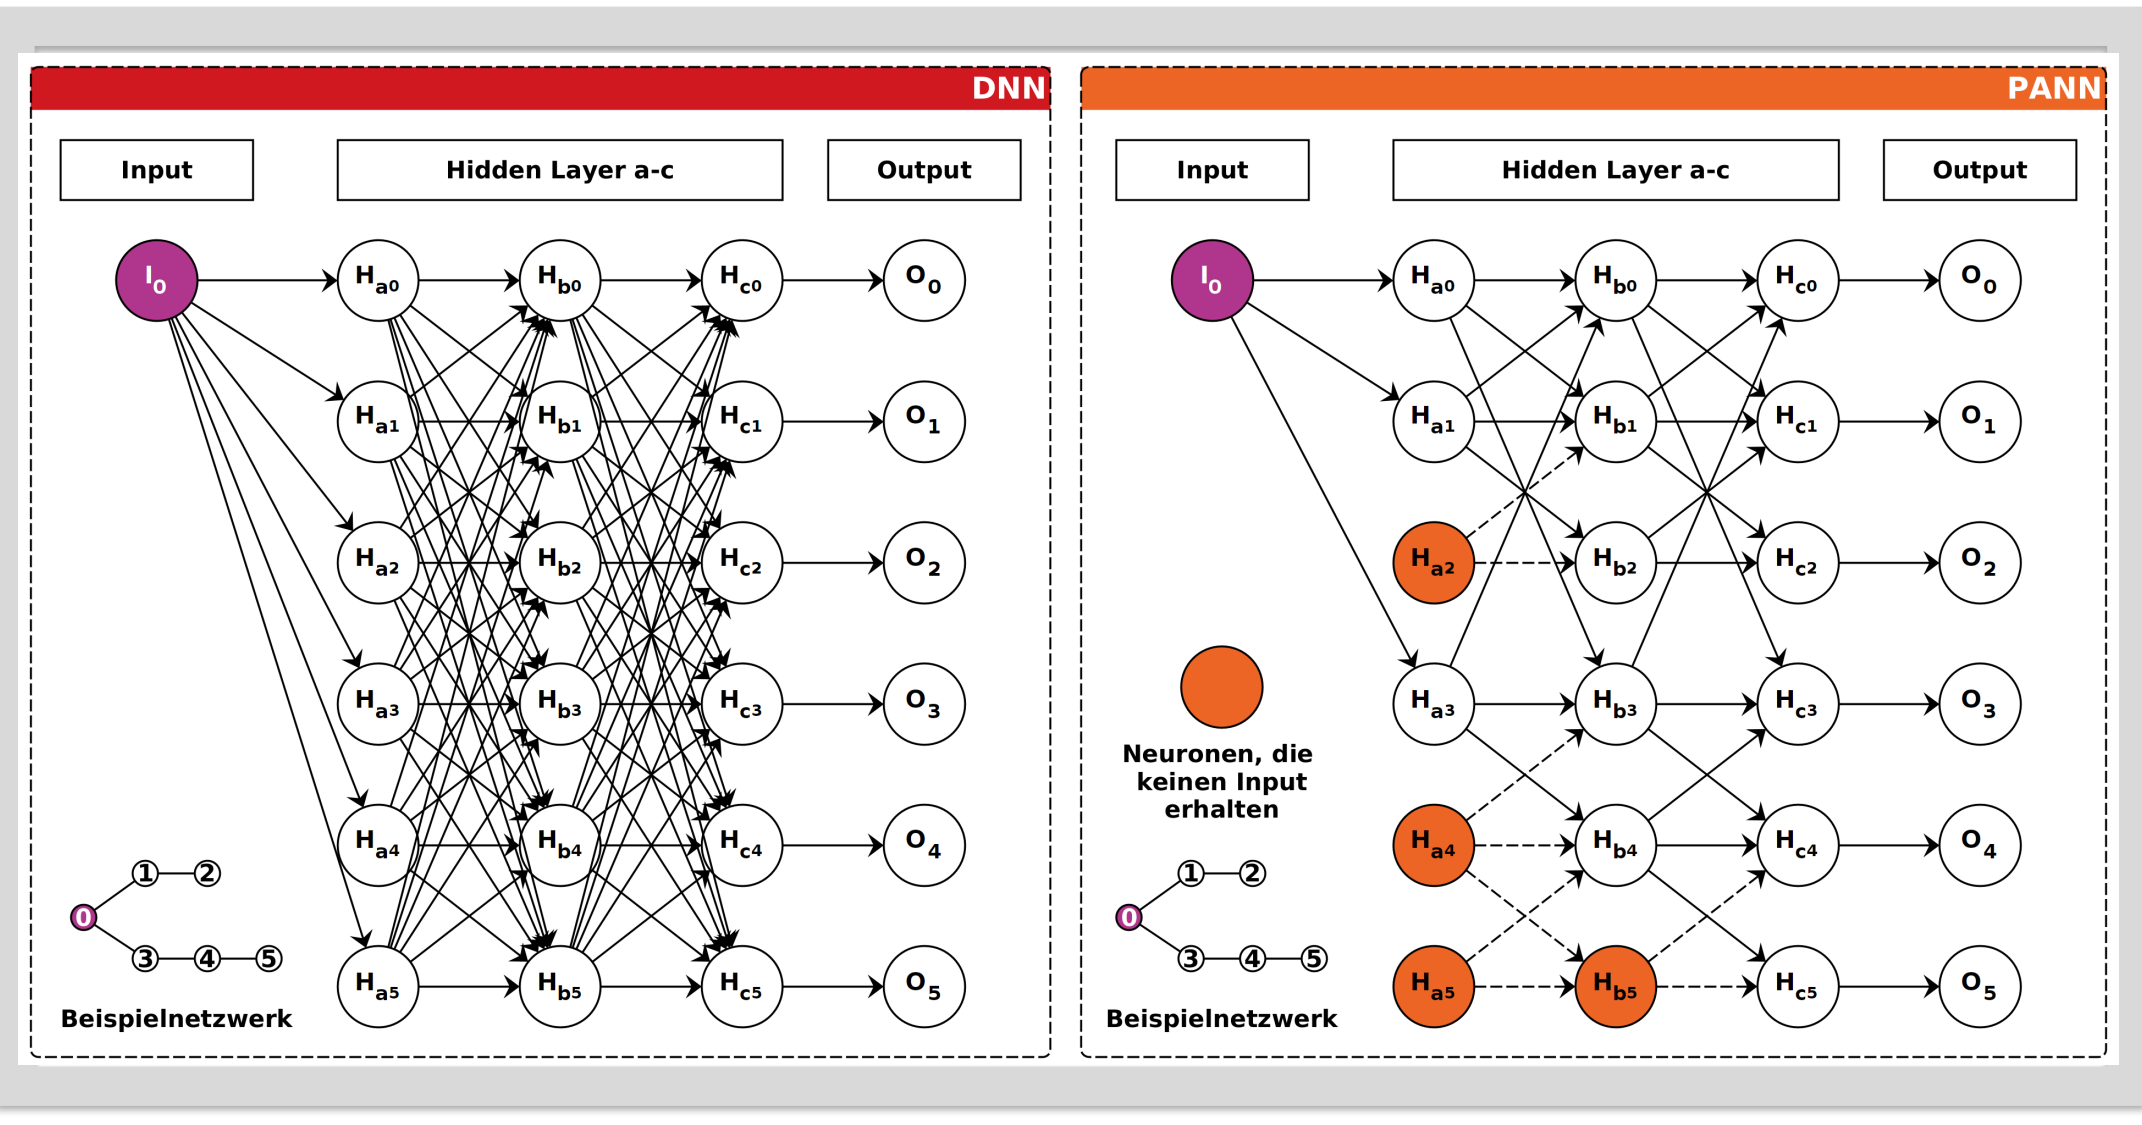 DNN
Input
Hidden Layer a-c
Output
I0
Ha0
Hb0
Hc0
O0
Ha1
Hb1
Hc1
O1
Ha2
Hb2
Hc2
O2
Ha3
Hb3
Hc3
O3
Ha4
Hb4
Hc4
O4
Ha5
Hb5
Hc5
O5
1
2
0
3
4
5
Beispielnetzwerk
PANN
Input
Hidden Layer a-c
Output
I0
Ha0
Hb0
Hc0
O0
Ha1
Hb1
Hc1
O1
Ha2
Hb2
Hc2
O2
Ha3
Hb3
Hc3
O3
Neuronen, die
keinen Input
erhalten
Ha4
Hb4
Hc4
O4
Ha5
Hb5
Hc5
O5
1
2
0
3
4
5
Beispielnetzwerk